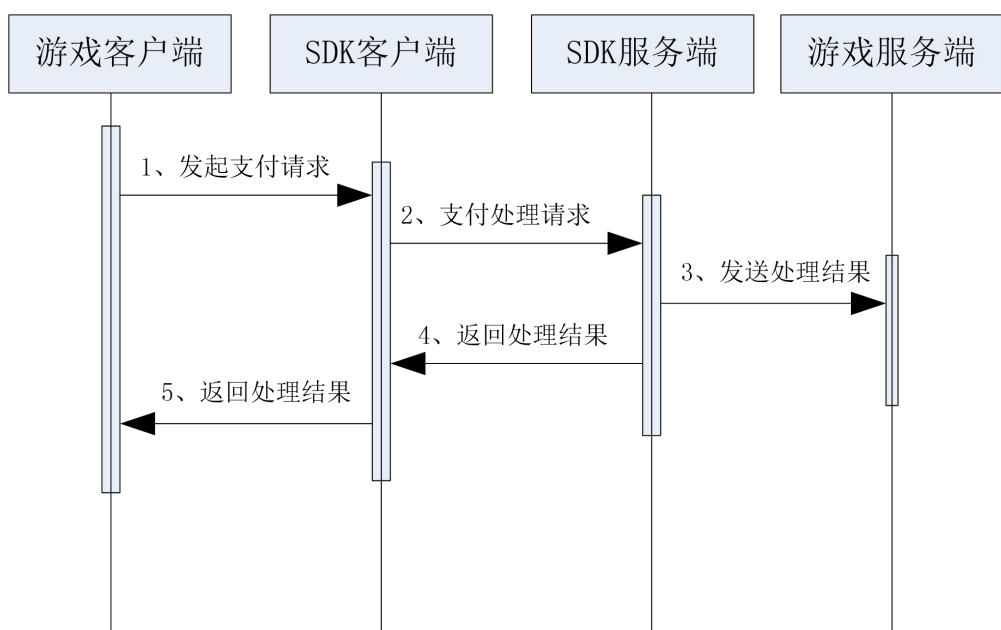 游戏客户端
SDK客户端
SDK服务端
游戏服务端
1、发起支付请求
2、支付处理请求
3、发送处理结果
4、返回处理结果
5、返回处理结果